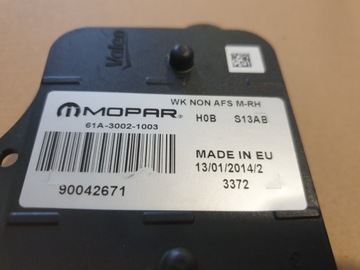 Valeo
WK NON AFS M-RH
MOPAR® H0B S13AB
61A-3002-1003
MADE IN EU
13/01/2014/2
90042671 3372